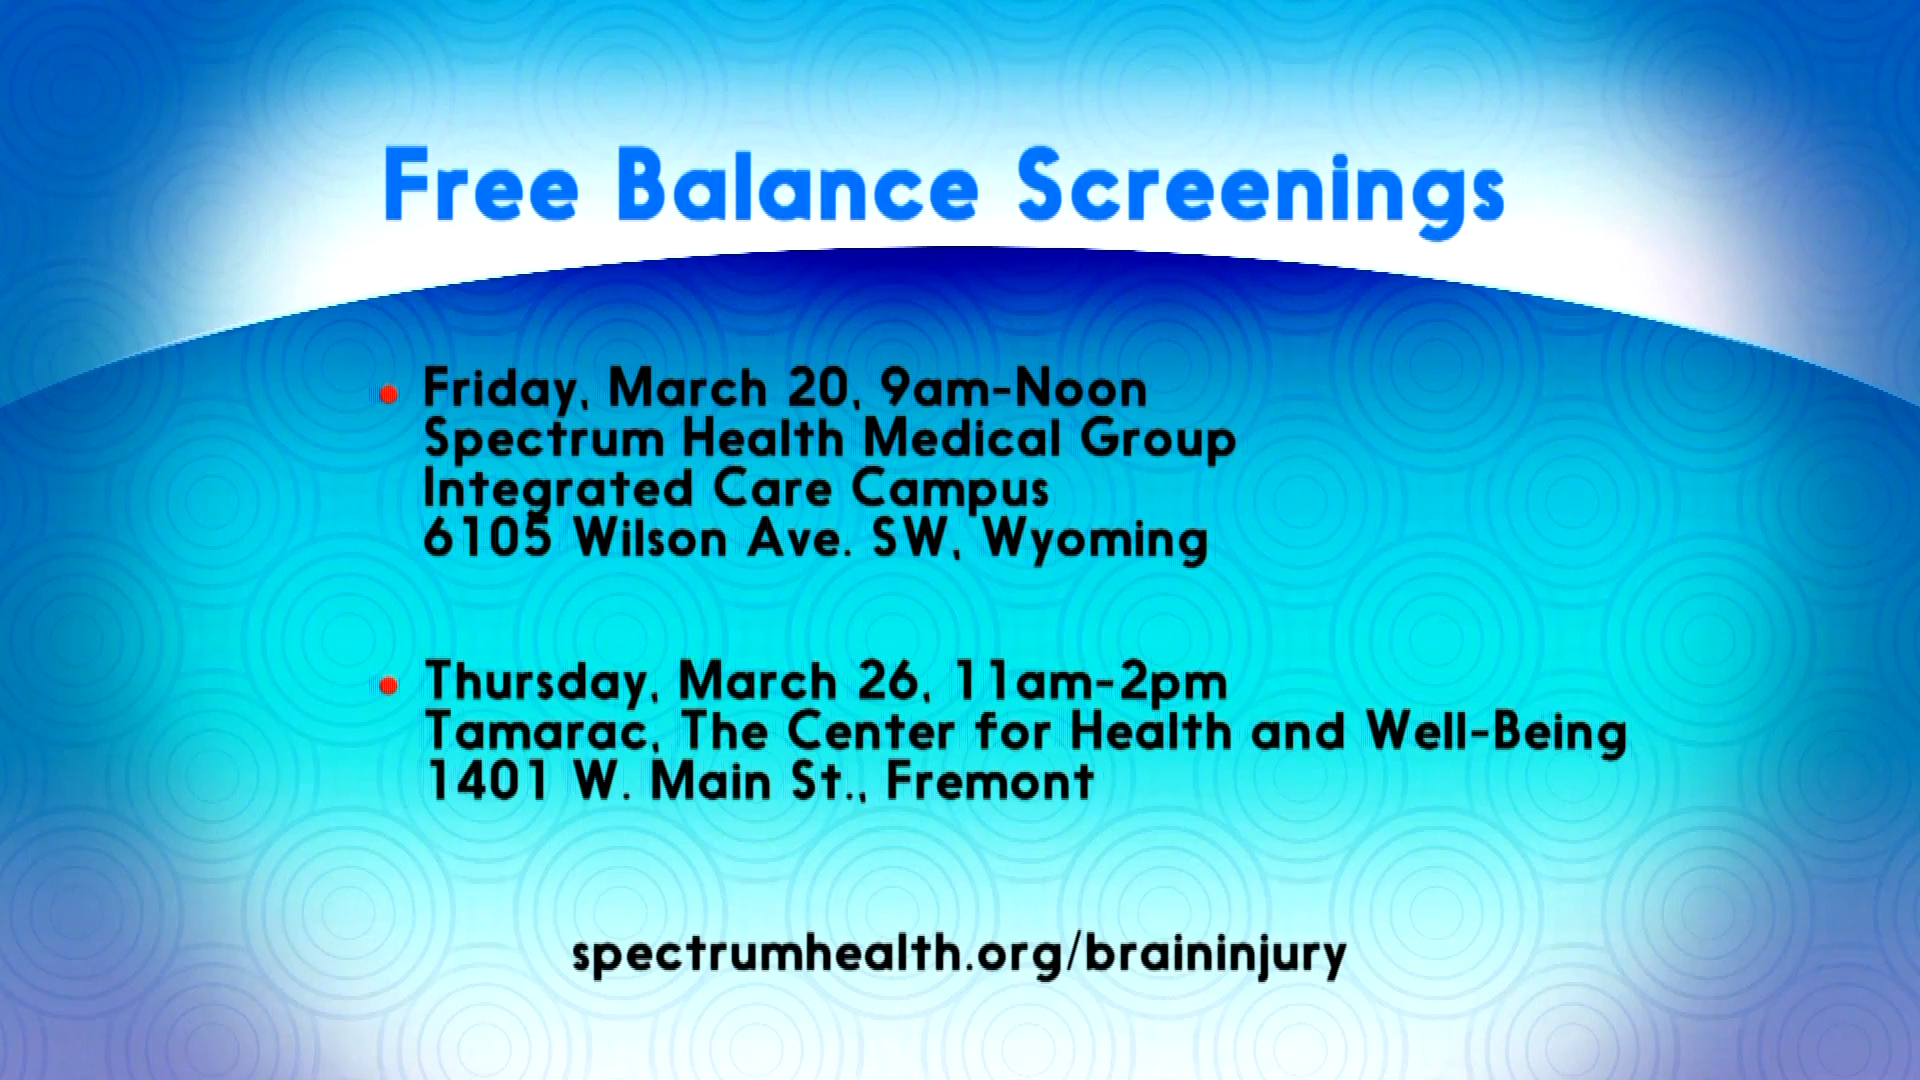 Free Balance Screenings
• Friday, March 20, 9am-Noon
Spectrum Health Medical Group
Integrated Care Campus
6105 Wilson Ave. SW, Wyoming
• Thursday, March 26, 11am-2pm
Tamarac, The Center for Health and Well-Being
1401 W. Main St., Fremont
spectrumhealth.org/braininjury